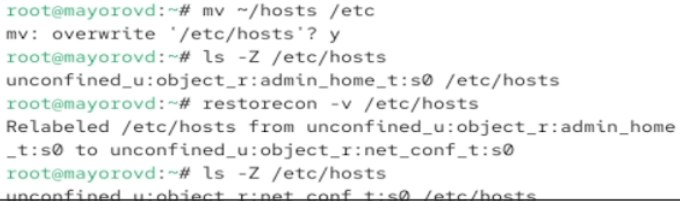 root@mayorovd:~# mv ~/hosts /etc
mv: overwrite '/etc/hosts'? y
root@mayorovd:~# ls -Z /etc/hosts
unconfined_u:object_r:admin_home_t:s0 /etc/hosts
root@mayorovd:~# restorecon -v /etc/hosts
Relabeled /etc/hosts from unconfined_u:object_r:admin_home
_t:s0 to unconfined_u:object_r:net_conf_t:s0
root@mayorovd:~# ls -Z /etc/hosts
unconfined_u:object_r:net_conf_t:s0 /etc/hosts